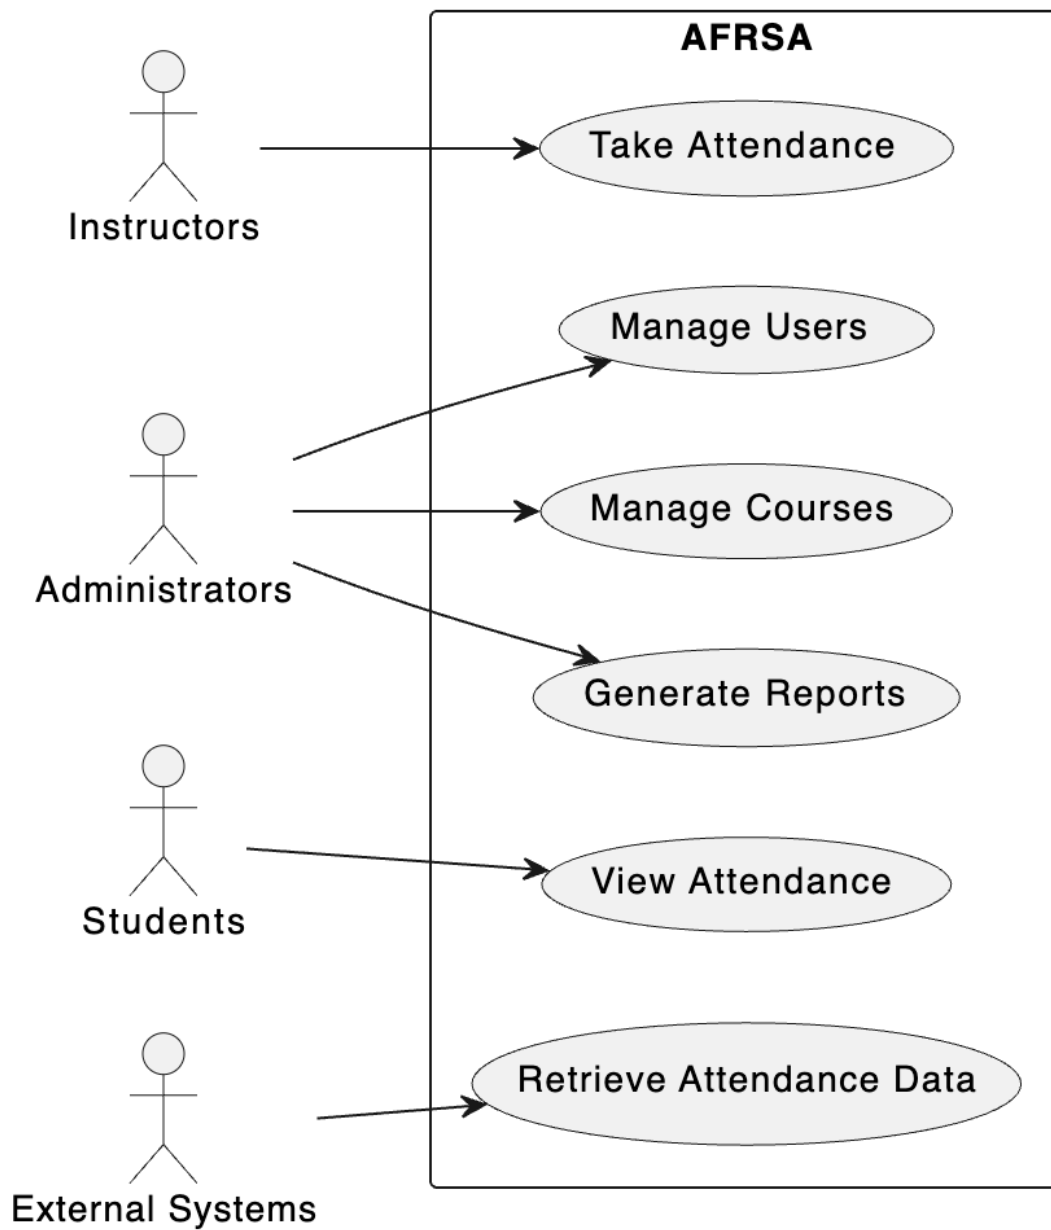 AFRSA
Take Attendance
Instructors
Manage Users
Manage Courses
Administrators
Generate Reports
View Attendance
Students
Retrieve Attendance Data
External Systems